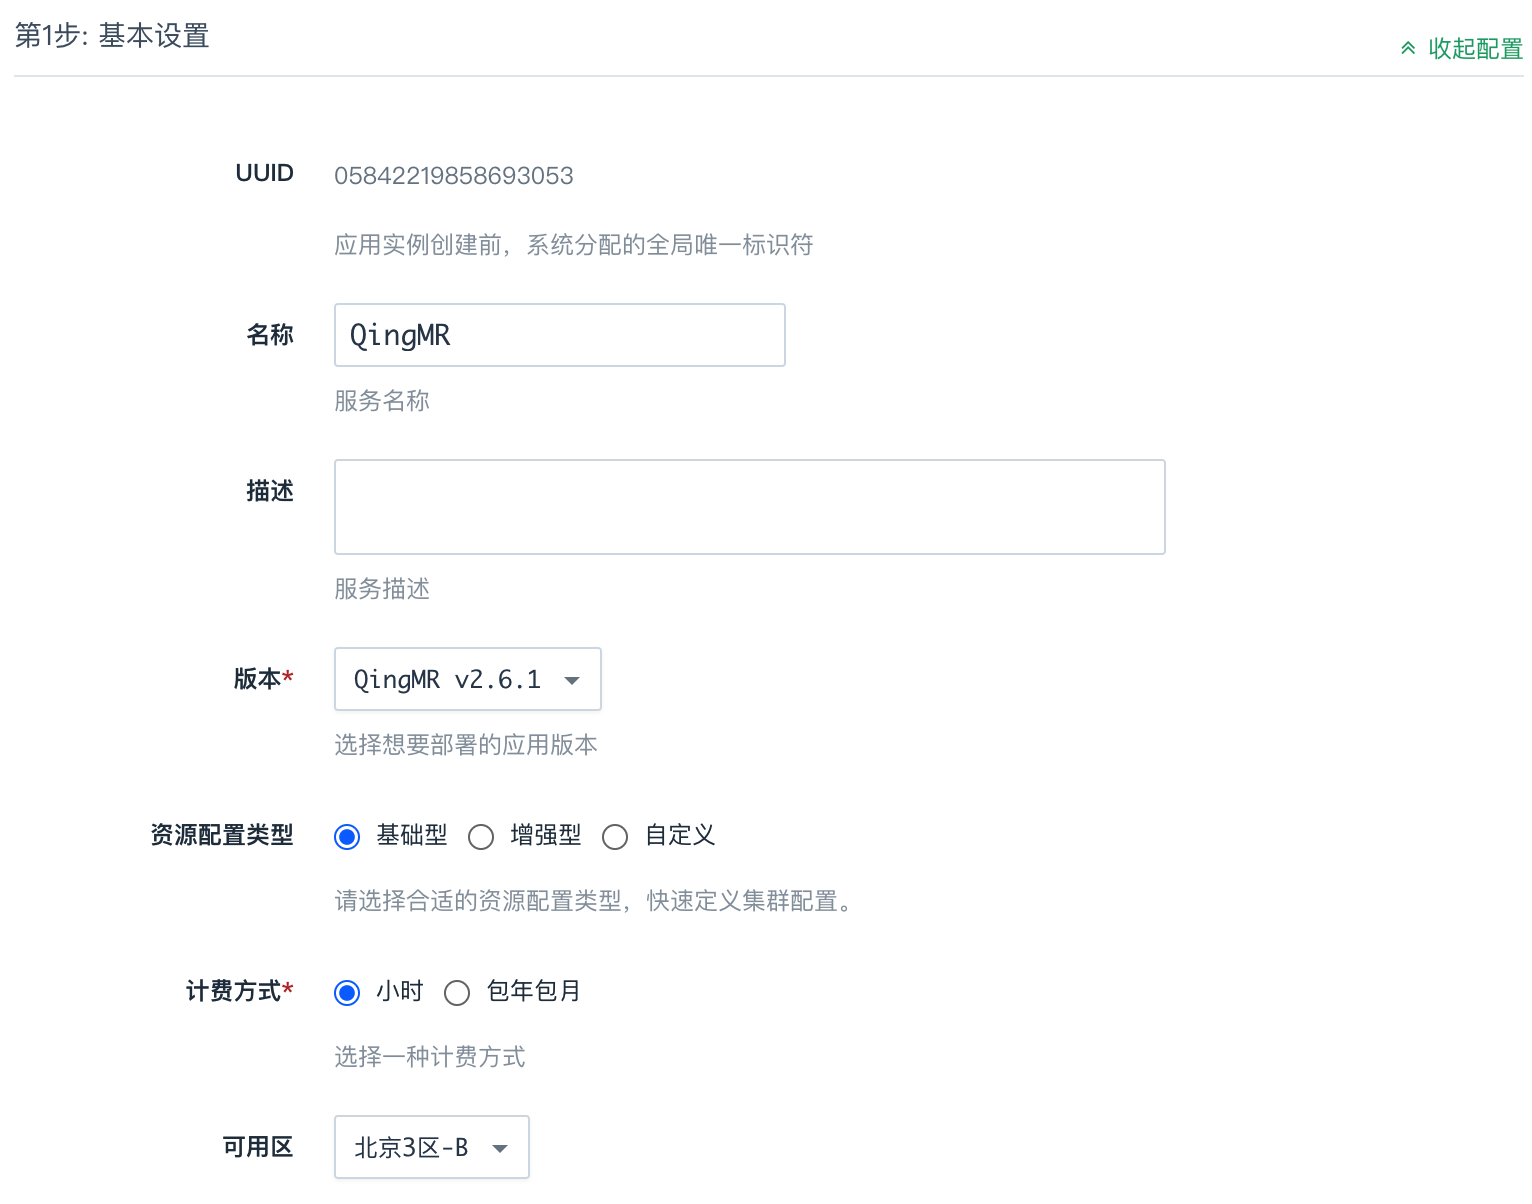 第1步: 基本设置
收起配置
UUID 05842219858693053
应用实例创建前，系统分配的全局唯一标识符
名称 QingMR
服务名称
描述
服务描述
版本* QingMR v2.6.1
选择想要部署的应用版本
资源配置类型 基础型 增强型 自定义
请选择合适的资源配置类型，快速定义集群配置。
计费方式* 小时 包年包月
选择一种计费方式
可用区 北京3区-B